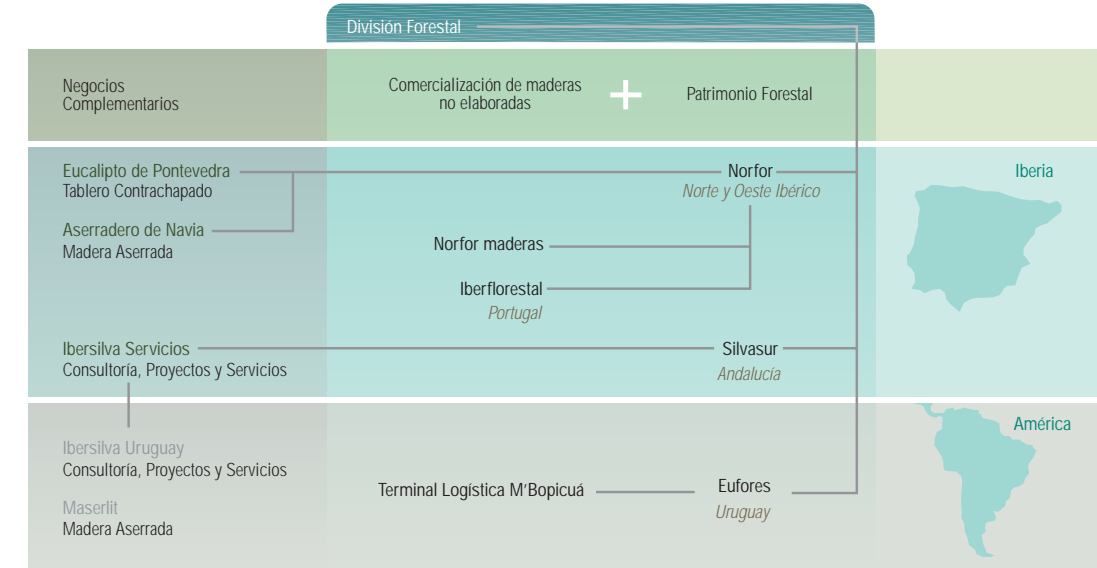 División Forestal
Negocios
Complementarios
Comercialización de maderas
no elaboradas
+
Patrimonio Forestal
Eucalipto de Pontevedra
Tablero Contrachapado
Norfor
Norte y Oeste Ibérico
Iberia
Aserradero de Navia
Madera Aserrada
Norfor maderas
Iberflorestal
Portugal
Ibersilva Servicios
Consultoría, Proyectos y Servicios
Silvasur
Andalucía
América
Ibersilva Uruguay
Consultoría, Proyectos y Servicios
Terminal Logística M’Bopicuá
Eufores
Uruguay
Maserlit
Madera Aserrada